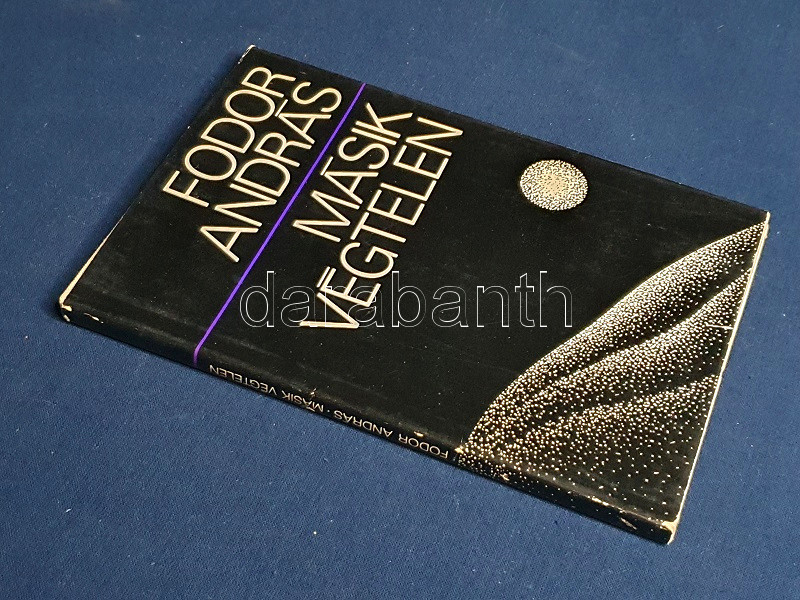 FODOR
ANDRÁS
MÁSIK
VÉGTELEN
FODOR ANDRÁS · MÁSIK VÉGTELEN
darabanth